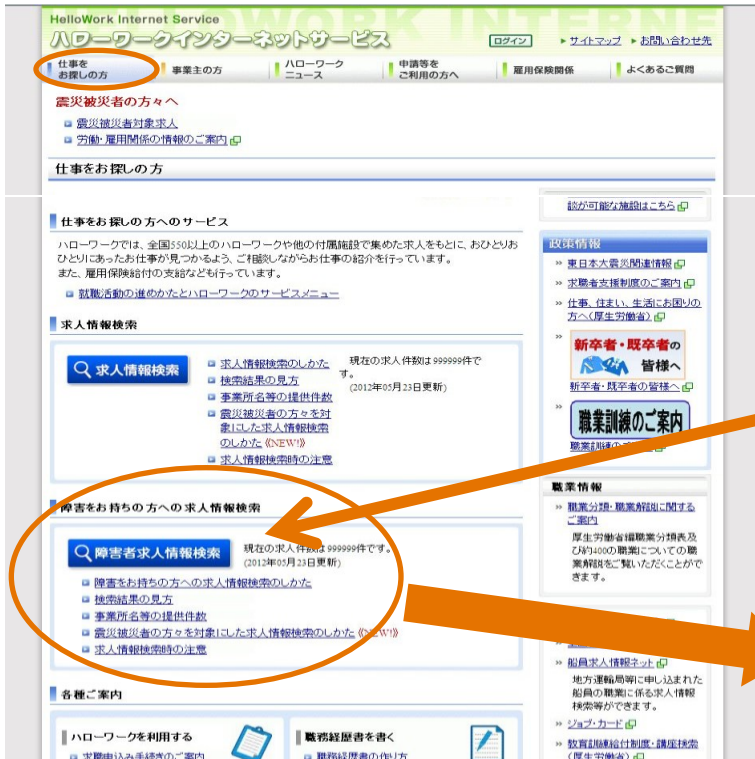 HelloWork Internet Service
ハローワークインターネットサービス
ログイン
サイトマップ
お問い合わせ先
仕事を
お探しの方
事業主の方
ハローワーク
ニュース
申請等を
ご利用の方へ
雇用保険関係
よくあるご質問
震災被災者の方々へ
震災被災者対象求人
労働・雇用関係の情報のご案内
仕事をお探しの方
仕事をお探しの方へのサービス
ハローワークでは、全国550以上のハローワークや他の付属施設で集めた求人をもとに、おひとりお
ひとりにあったお仕事が見つかるよう、ご相談しながらお仕事の紹介を行っています。
また、雇用保険給付の支給なども行っています。
就職活動の進めかたとハローワークのサービスメニュー
求人情報検索
求人情報検索
求人情報検索のしかた
検索結果の見方
事業所名等の提供件数
震災被災者の方々を対
象にした求人情報検索
のしかた《NEW!》
求人情報検索時の注意
現在の求人件数は999999件で
す。
(2012年05月23日更新)
障害をお持ちの方への求人情報検索
障害者求人情報検索
現在の求人件数は999999件です。
(2012年05月23日更新)
障害をお持ちの方への求人情報検索のしかた
検索結果の見方
事業所名等の提供件数
震災被災者の方々を対象にした求人情報検索のしかた《NEW!》
求人情報検索時の注意
各種ご案内
ハローワークを利用する
求職申込み手続きのご案内
職務経歴書を書く
職務経歴書の作り方
談が可能な施設はこちら
政策情報
東日本大震災関連情報
求職者支援制度のご案内
仕事、住まい、生活にお困りの
方へ(厚生労働省)
新卒者・既卒者の
皆様へ
新卒者・既卒者の皆様へ
職業訓練のご案内
職業訓練の
職業情報
職業分類・職業解説に関する
ご案内
厚生労働省編職業分類表及
び約400の職業についての職
業解説をご覧いただくことがで
きます。
船員求人情報ネット
地方運輸局等に申し込まれた
船員の職業に係る求人情報
検索等ができます。
ジョブ・カード
教育訓練給付制度・講座検索
(厚生労働省)